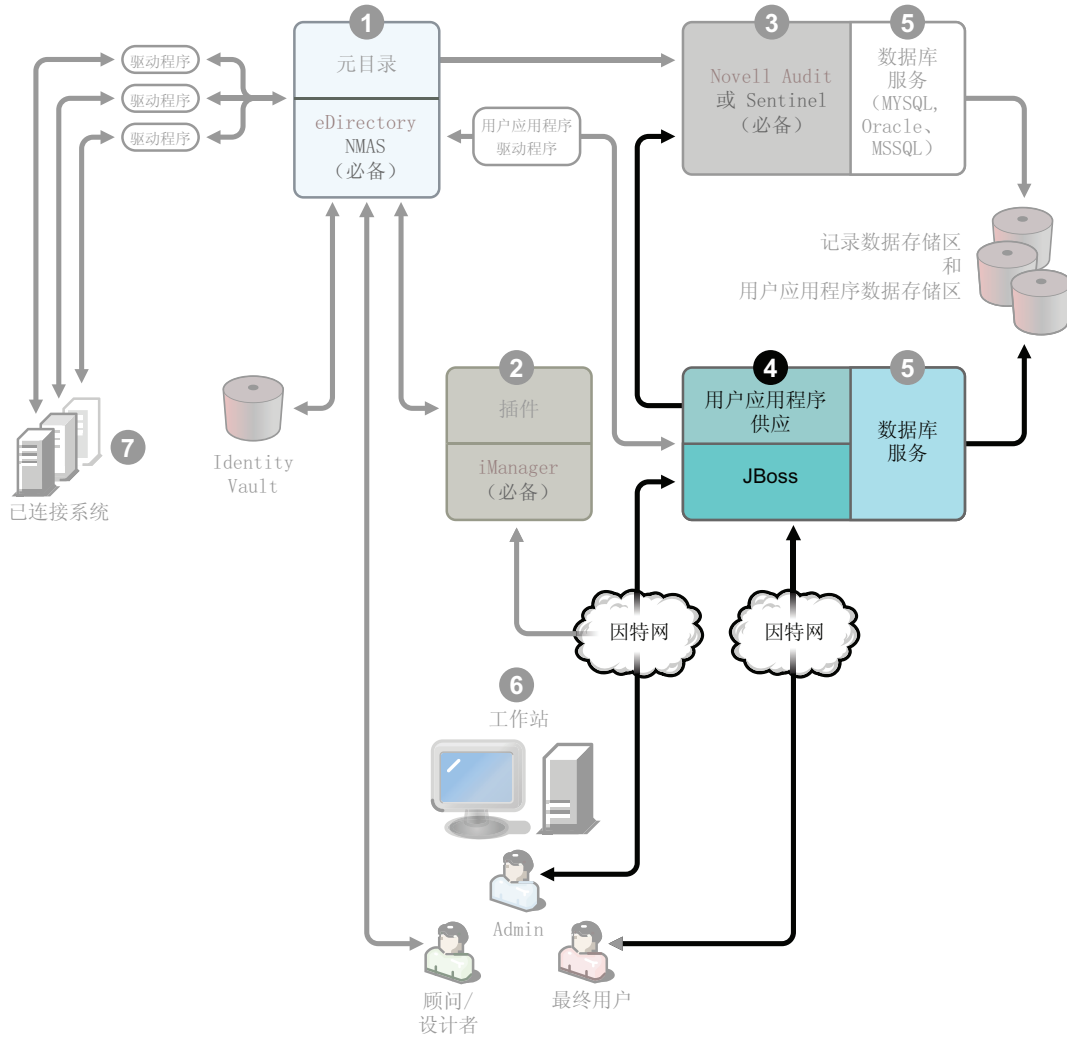 1
元目录
eDirectory
NMAS
(必备)
驱动程序
驱动程序
驱动程序
用户应用程序
驱动程序
3
Novell Audit
或 Sentinel
(必备)
5
数据库
服务
(MYSQL,
Oracle、
MSSQL)
记录数据存储区
和
用户应用程序数据存储区
2
插件
iManager
(必备)
4
用户应用程序
供应
JBoss
5
数据库
服务
7
已连接系统
Identity
Vault
因特网
因特网
6
工作站
Admin
顾问/
设计者
最终用户